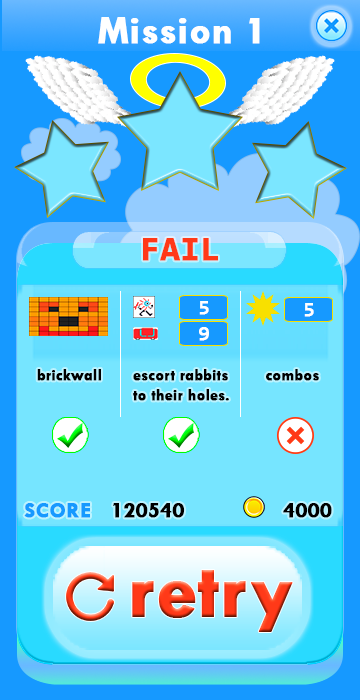 Mission 1
FAIL
5
9
5
brickwall
escort rabbits
to their holes.
combos
SCORE 120540 4000
retry